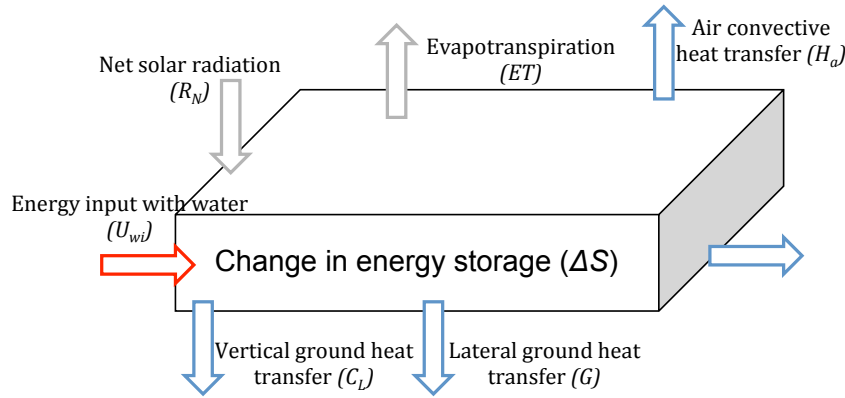 Net solar radiation
(R_N)
Evapotranspiration
(ET)
Air convective
heat transfer (H_a)
Energy input with water
(U_wi)
Change in energy storage (ΔS)
Vertical ground heat
transfer (C_L)
Lateral ground heat
transfer (G)